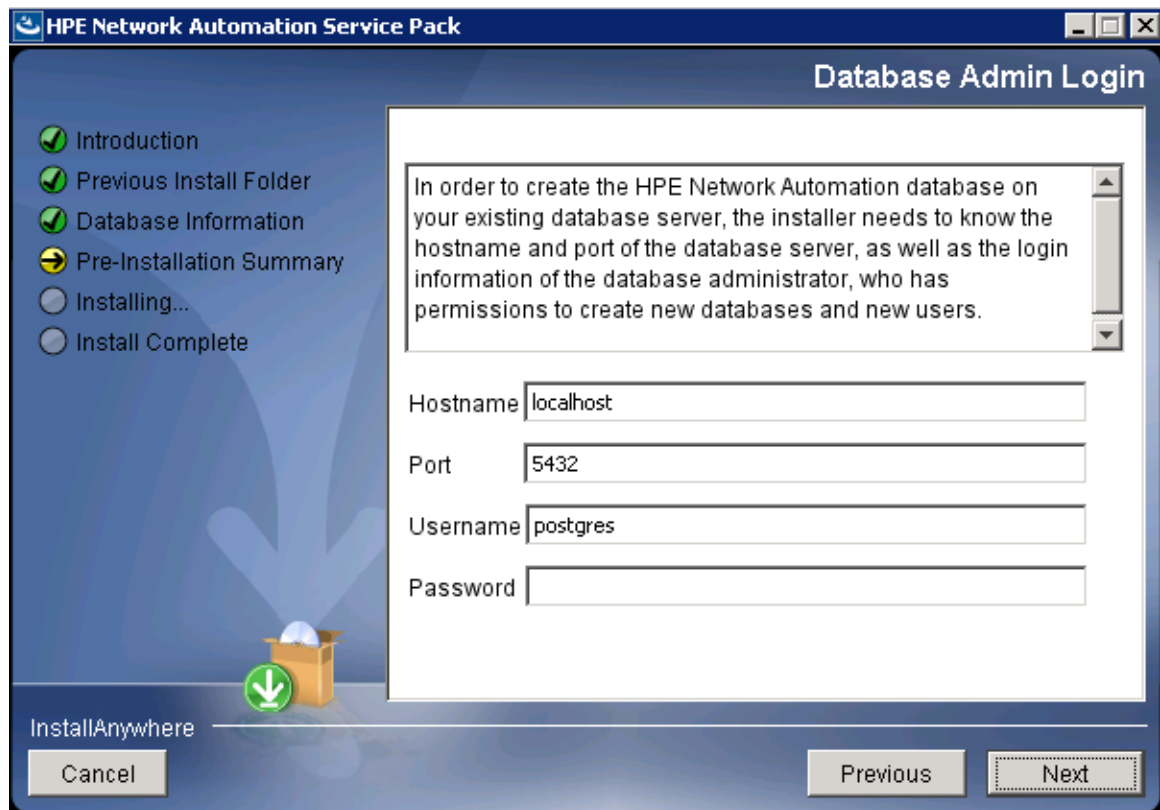 HPE Network Automation Service Pack
Database Admin Login
Introduction
Previous Install Folder
Database Information
Pre-Installation Summary
Installing...
Install Complete
In order to create the HPE Network Automation database on
your existing database server, the installer needs to know the
hostname and port of the database server, as well as the login
information of the database administrator, who has
permissions to create new databases and new users.
Hostname localhost
Port 5432
Username postgres
Password
InstallAnywhere
Cancel Previous Next